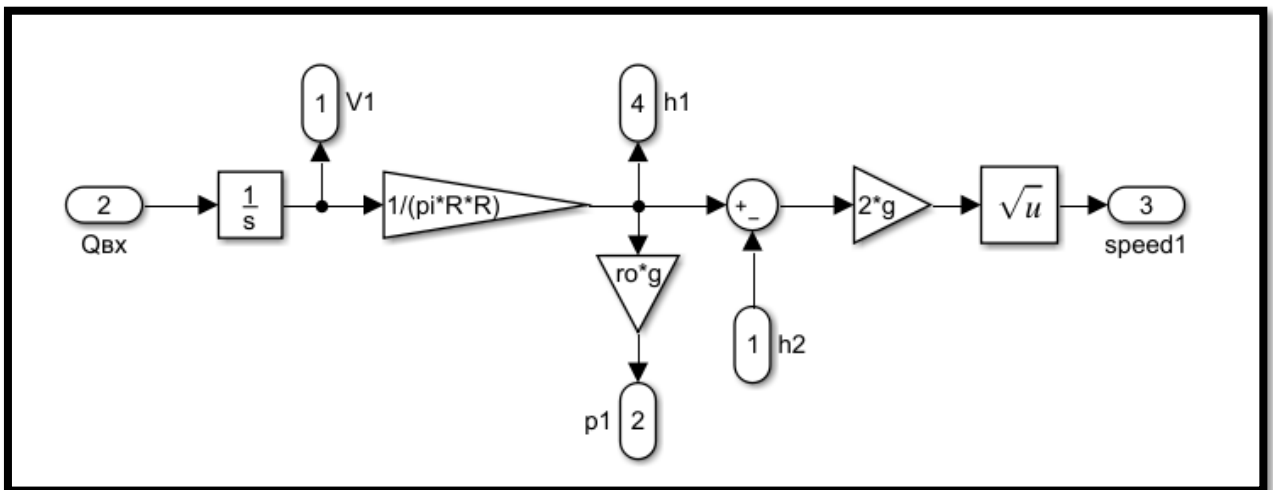 1 V1
4 h1
2
Qвх
1
s
1/(pi*R*R)
+
-
2*g
√u
3
speed1
ro*g
1 h2
p1 2